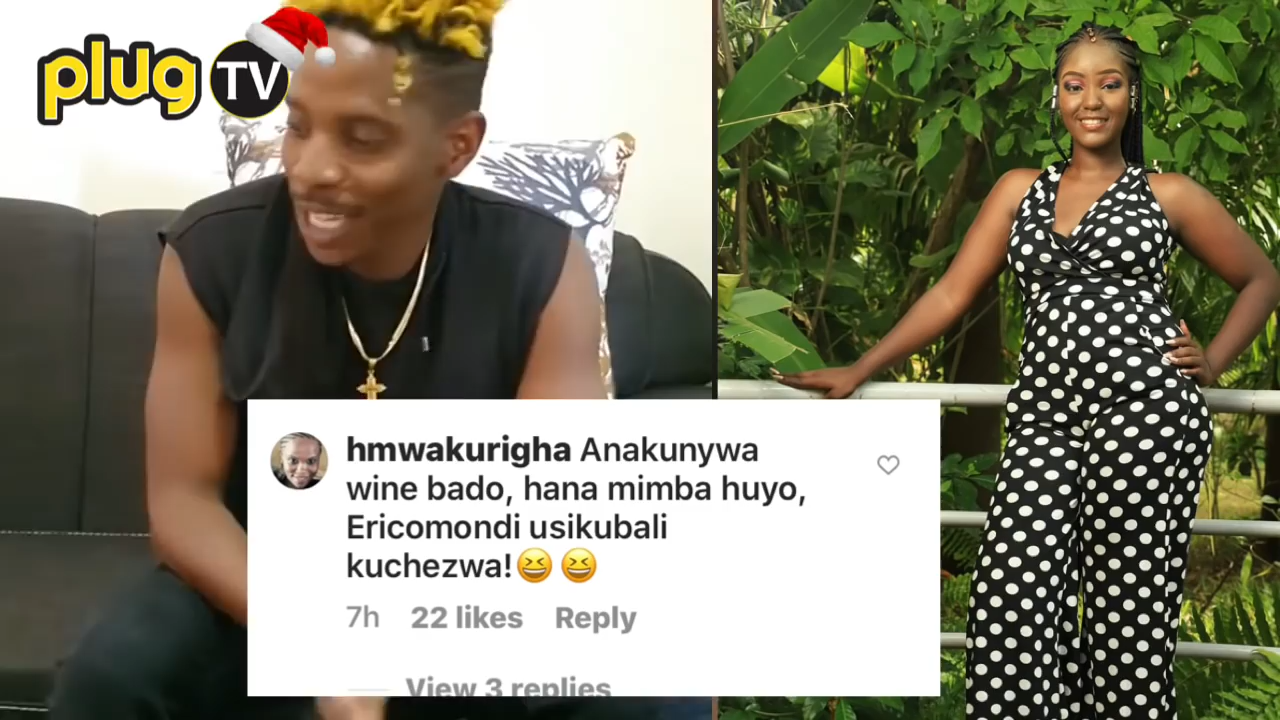 plug TV
hmwakurigha Anakunywa
wine bado, hana mimba huyo,
Ericomondi usikubali
kuchezwa!😆 😆
7h 22 likes Reply
View 3 replies